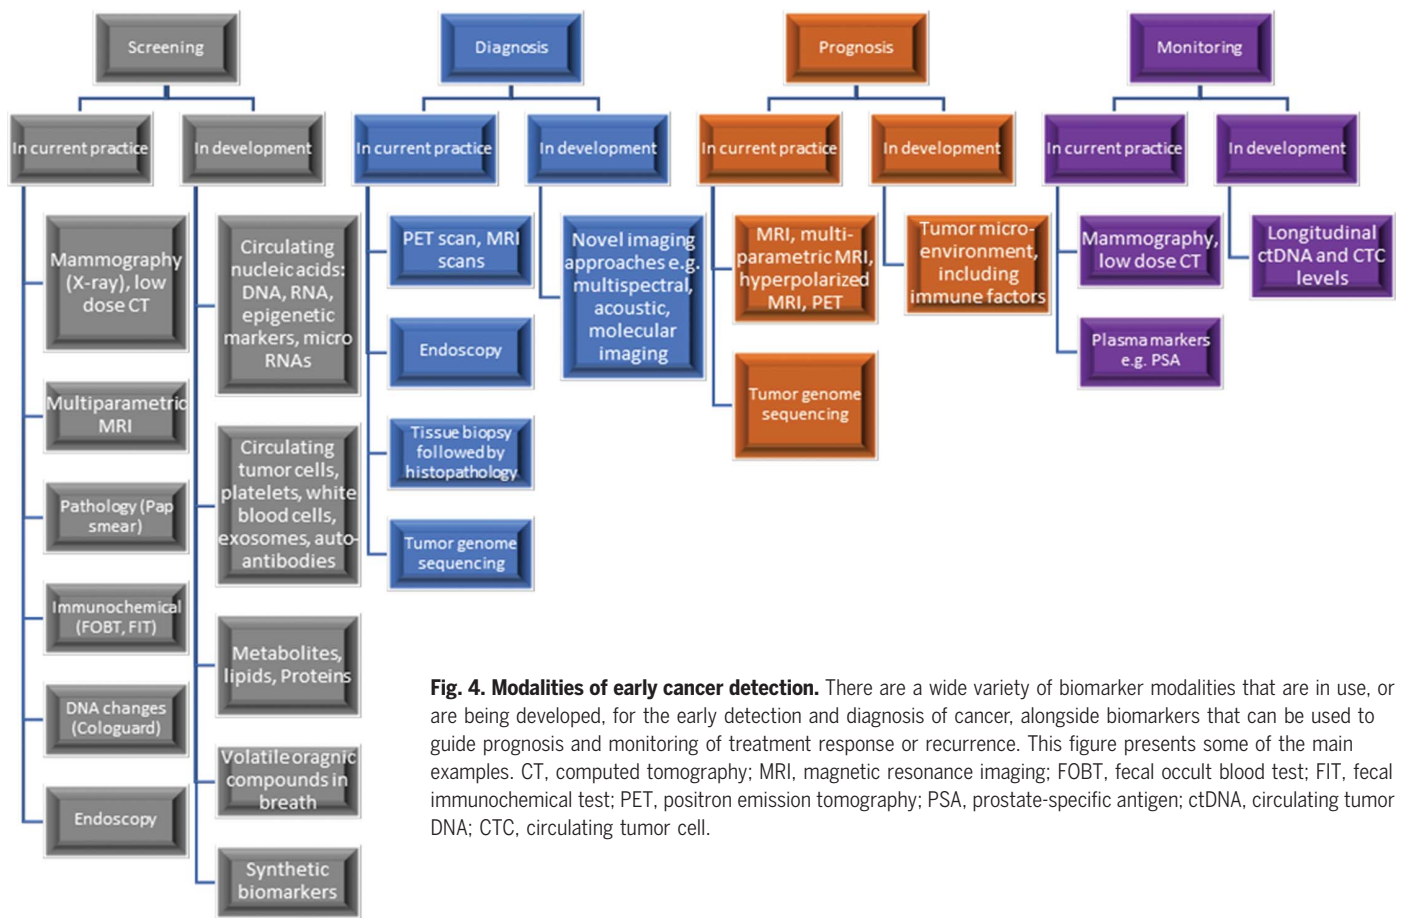 Screening
In current practice
Mammography
(X-ray), low
dose CT
Multiparametric
MRI
Pathology (Pap
smear)
Immunochemical
(FOBT, FIT)
DNA changes
(Cologuard)
Endoscopy
In development
Circulating
nucleic acids:
DNA, RNA,
epigenetic
markers, micro
RNAs
Circulating
tumor cells,
platelets, white
blood cells,
exosomes, auto-
antibodies
Metabolites,
lipids, Proteins
Volatile oragnic
compounds in
breath
Synthetic
biomarkers
Diagnosis
In current practice
PET scan, MRI
scans
Endoscopy
Tissue biopsy
followed by
histopathology
Tumor genome
sequencing
In development
Novel imaging
approaches e.g.
multispectral,
acoustic,
molecular
imaging
Prognosis
In current practice
MRI, multi-
parametric MRI,
hyperpolarized
MRI, PET
Tumor genome
sequencing
In development
Tumor micro-
environment,
including
immune factors
Monitoring
In current practice
Mammography,
low dose CT
Plasma markers
e.g. PSA
In development
Longitudinal
ctDNA and CTC
levels
Fig. 4. Modalities of early cancer detection. There are a wide variety of biomarker modalities that are in use, or
are being developed, for the early detection and diagnosis of cancer, alongside biomarkers that can be used to
guide prognosis and monitoring of treatment response or recurrence. This figure presents some of the main
examples. CT, computed tomography; MRI, magnetic resonance imaging; FOBT, fecal occult blood test; FIT, fecal
immunochemical test; PET, positron emission tomography; PSA, prostate-specific antigen; ctDNA, circulating tumor
DNA; CTC, circulating tumor cell.